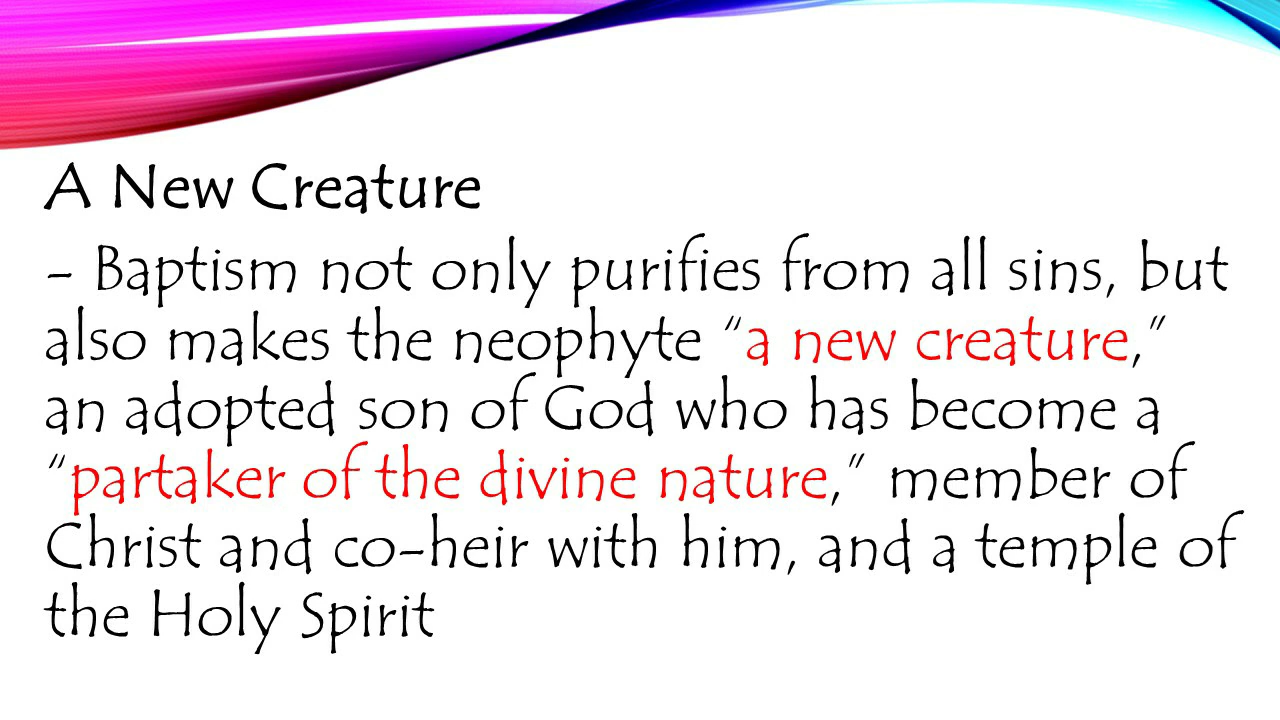 A New Creature
- Baptism not only purifies from all sins, but
also makes the neophyte “a new creature,”
an adopted son of God who has become a
“partaker of the divine nature,” member of
Christ and co-heir with him, and a temple of
the Holy Spirit